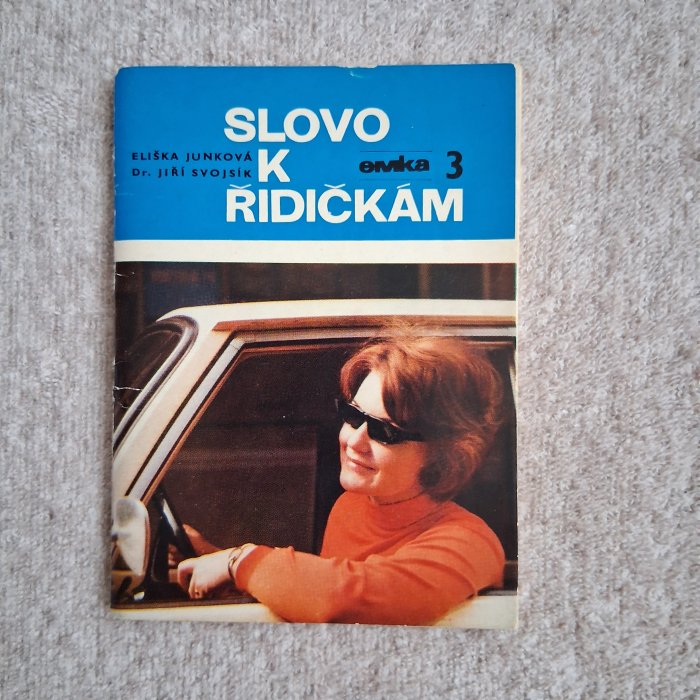 SLOVO
K
ŘIDIČKÁM
ELIŠKA JUNKOVÁ
Dr. JIŘÍ SVOJSÍK
emka 3